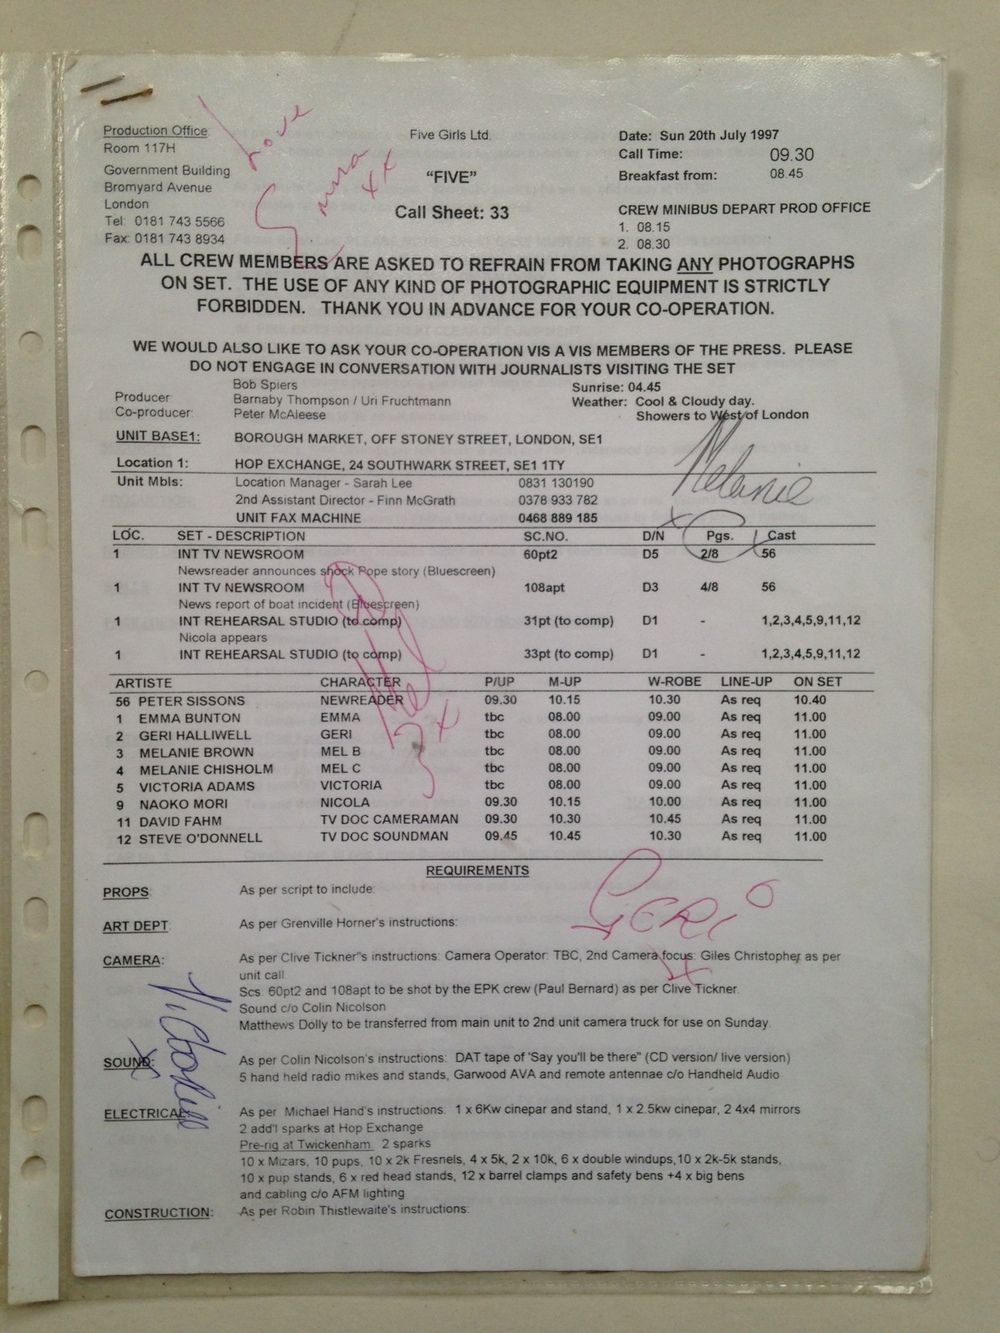 Production Office
Room 117H
Government Building
Bromyard Avenue
London
Tel: 0181 743 5566
Fax: 0181 743 8934
Love
Emma
xx
Five Girls Ltd.
"FIVE"
Call Sheet: 33
Date: Sun 20th July 1997
Call Time: 09.30
Breakfast from: 08.45
CREW MINIBUS DEPART PROD OFFICE
1. 08.15
2. 08.30
ALL CREW MEMBERS ARE ASKED TO REFRAIN FROM TAKING ANY PHOTOGRAPHS
ON SET. THE USE OF ANY KIND OF PHOTOGRAPHIC EQUIPMENT IS STRICTLY
FORBIDDEN. THANK YOU IN ADVANCE FOR YOUR CO-OPERATION.
WE WOULD ALSO LIKE TO ASK YOUR CO-OPERATION VIS A VIS MEMBERS OF THE PRESS. PLEASE
DO NOT ENGAGE IN CONVERSATION WITH JOURNALISTS VISITING THE SET
Bob Spiers Sunrise: 04.45
Producer Barnaby Thompson / Uri Fruchtmann Weather: Cool & Cloudy day.
Co-producer: Peter McAleese Showers to West of London
UNIT BASE1: BOROUGH MARKET, OFF STONEY STREET, LONDON, SE1
Melanie
x
Location 1: HOP EXCHANGE, 24 SOUTHWARK STREET, SE1 1TY
Unit Mbls: Location Manager - Sarah Lee 0831 130190
2nd Assistant Director - Finn McGrath 0378 933 782
UNIT FAX MACHINE 0468 889 185
LOC. SET - DESCRIPTION SC.NO. D/N Pgs. Cast
1 INT TV NEWSROOM 60pt2 D5 2/8 56
Newsreader announces shock Pope story (Bluescreen)
1 INT TV NEWSROOM 108apt D3 4/8 56
News report of boat incident (Bluescreen)
1 INT REHEARSAL STUDIO (to comp) 31pt (to comp) D1 - 1,2,3,4,5,9,11,12
Nicola appears
1 INT REHEARSAL STUDIO (to comp) 33pt (to comp) D1 - 1,2,3,4,5,9,11,12
Mel B
x
ARTISTE CHARACTER P/UP M-UP W-ROBE LINE-UP ON SET
56 PETER SISSONS NEWREADER 09.30 10.15 10.30 As req 10.40
1 EMMA BUNTON EMMA tbc 08.00 09.00 As req 11.00
2 GERI HALLIWELL GERI tbc 08.00 09.00 As req 11.00
3 MELANIE BROWN MEL B tbc 08.00 09.00 As req 11.00
4 MELANIE CHISHOLM MEL C tbc 08.00 09.00 As req 11.00
5 VICTORIA ADAMS VICTORIA tbc 08.00 09.00 As req 11.00
9 NAOKO MORI NICOLA 09.30 10.15 10.00 As req 11.00
11 DAVID FAHM TV DOC CAMERAMAN 09.30 10.30 10.45 As req 11.00
12 STEVE O'DONNELL TV DOC SOUNDMAN 09.45 10.45 10.30 As req 11.00
REQUIREMENTS
PROPS As per script to include:
GERI
x
ART DEPT As per Grenville Horner's instructions:
CAMERA: As per Clive Tickner"s instructions: Camera Operator: TBC, 2nd Camera focus: Giles Christopher as per
unit call
Scs. 60pt2 and 108apt to be shot by the EPK crew (Paul Bernard) as per Clive Tickner.
Sound c/o Colin Nicolson
Matthews Dolly to be transferred from main unit to 2nd unit camera truck for use on Sunday.
Victoria
x
SOUND: As per Colin Nicolson's instructions: DAT tape of 'Say you'll be there" (CD version/ live version)
5 hand held radio mikes and stands, Garwood AVA and remote antennae c/o Handheld Audio
ELECTRICAL As per Michael Hand's instructions: 1 x 6Kw cinepar and stand, 1 x 2.5kw cinepar, 2 4x4 mirrors
2 add'l sparks at Hop Exchange
Pre-rig at Twickenham: 2 sparks
10 x Mizars, 10 pups, 10 x 2k Fresnels, 4 x 5k, 2 x 10k, 6 x double windups,10 x 2k-5k stands,
10 x pup stands, 6 x red head stands, 12 x barrel clamps and safety bens +4 x big bens
and cabling c/o AFM lighting
CONSTRUCTION: As per Robin Thistlewaite's instructions: